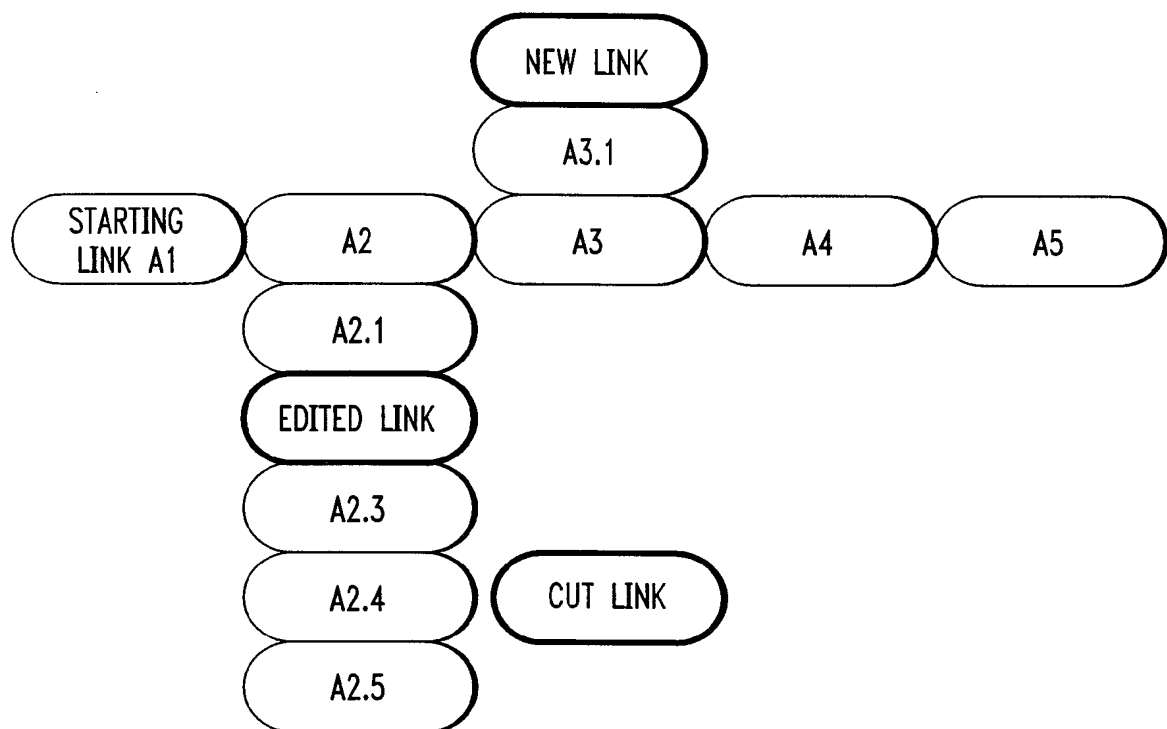 NEW LINK
A3.1
STARTING
LINK A1
A2
A3
A4
A5
A2.1
EDITED LINK
A2.3
A2.4
CUT LINK
A2.5